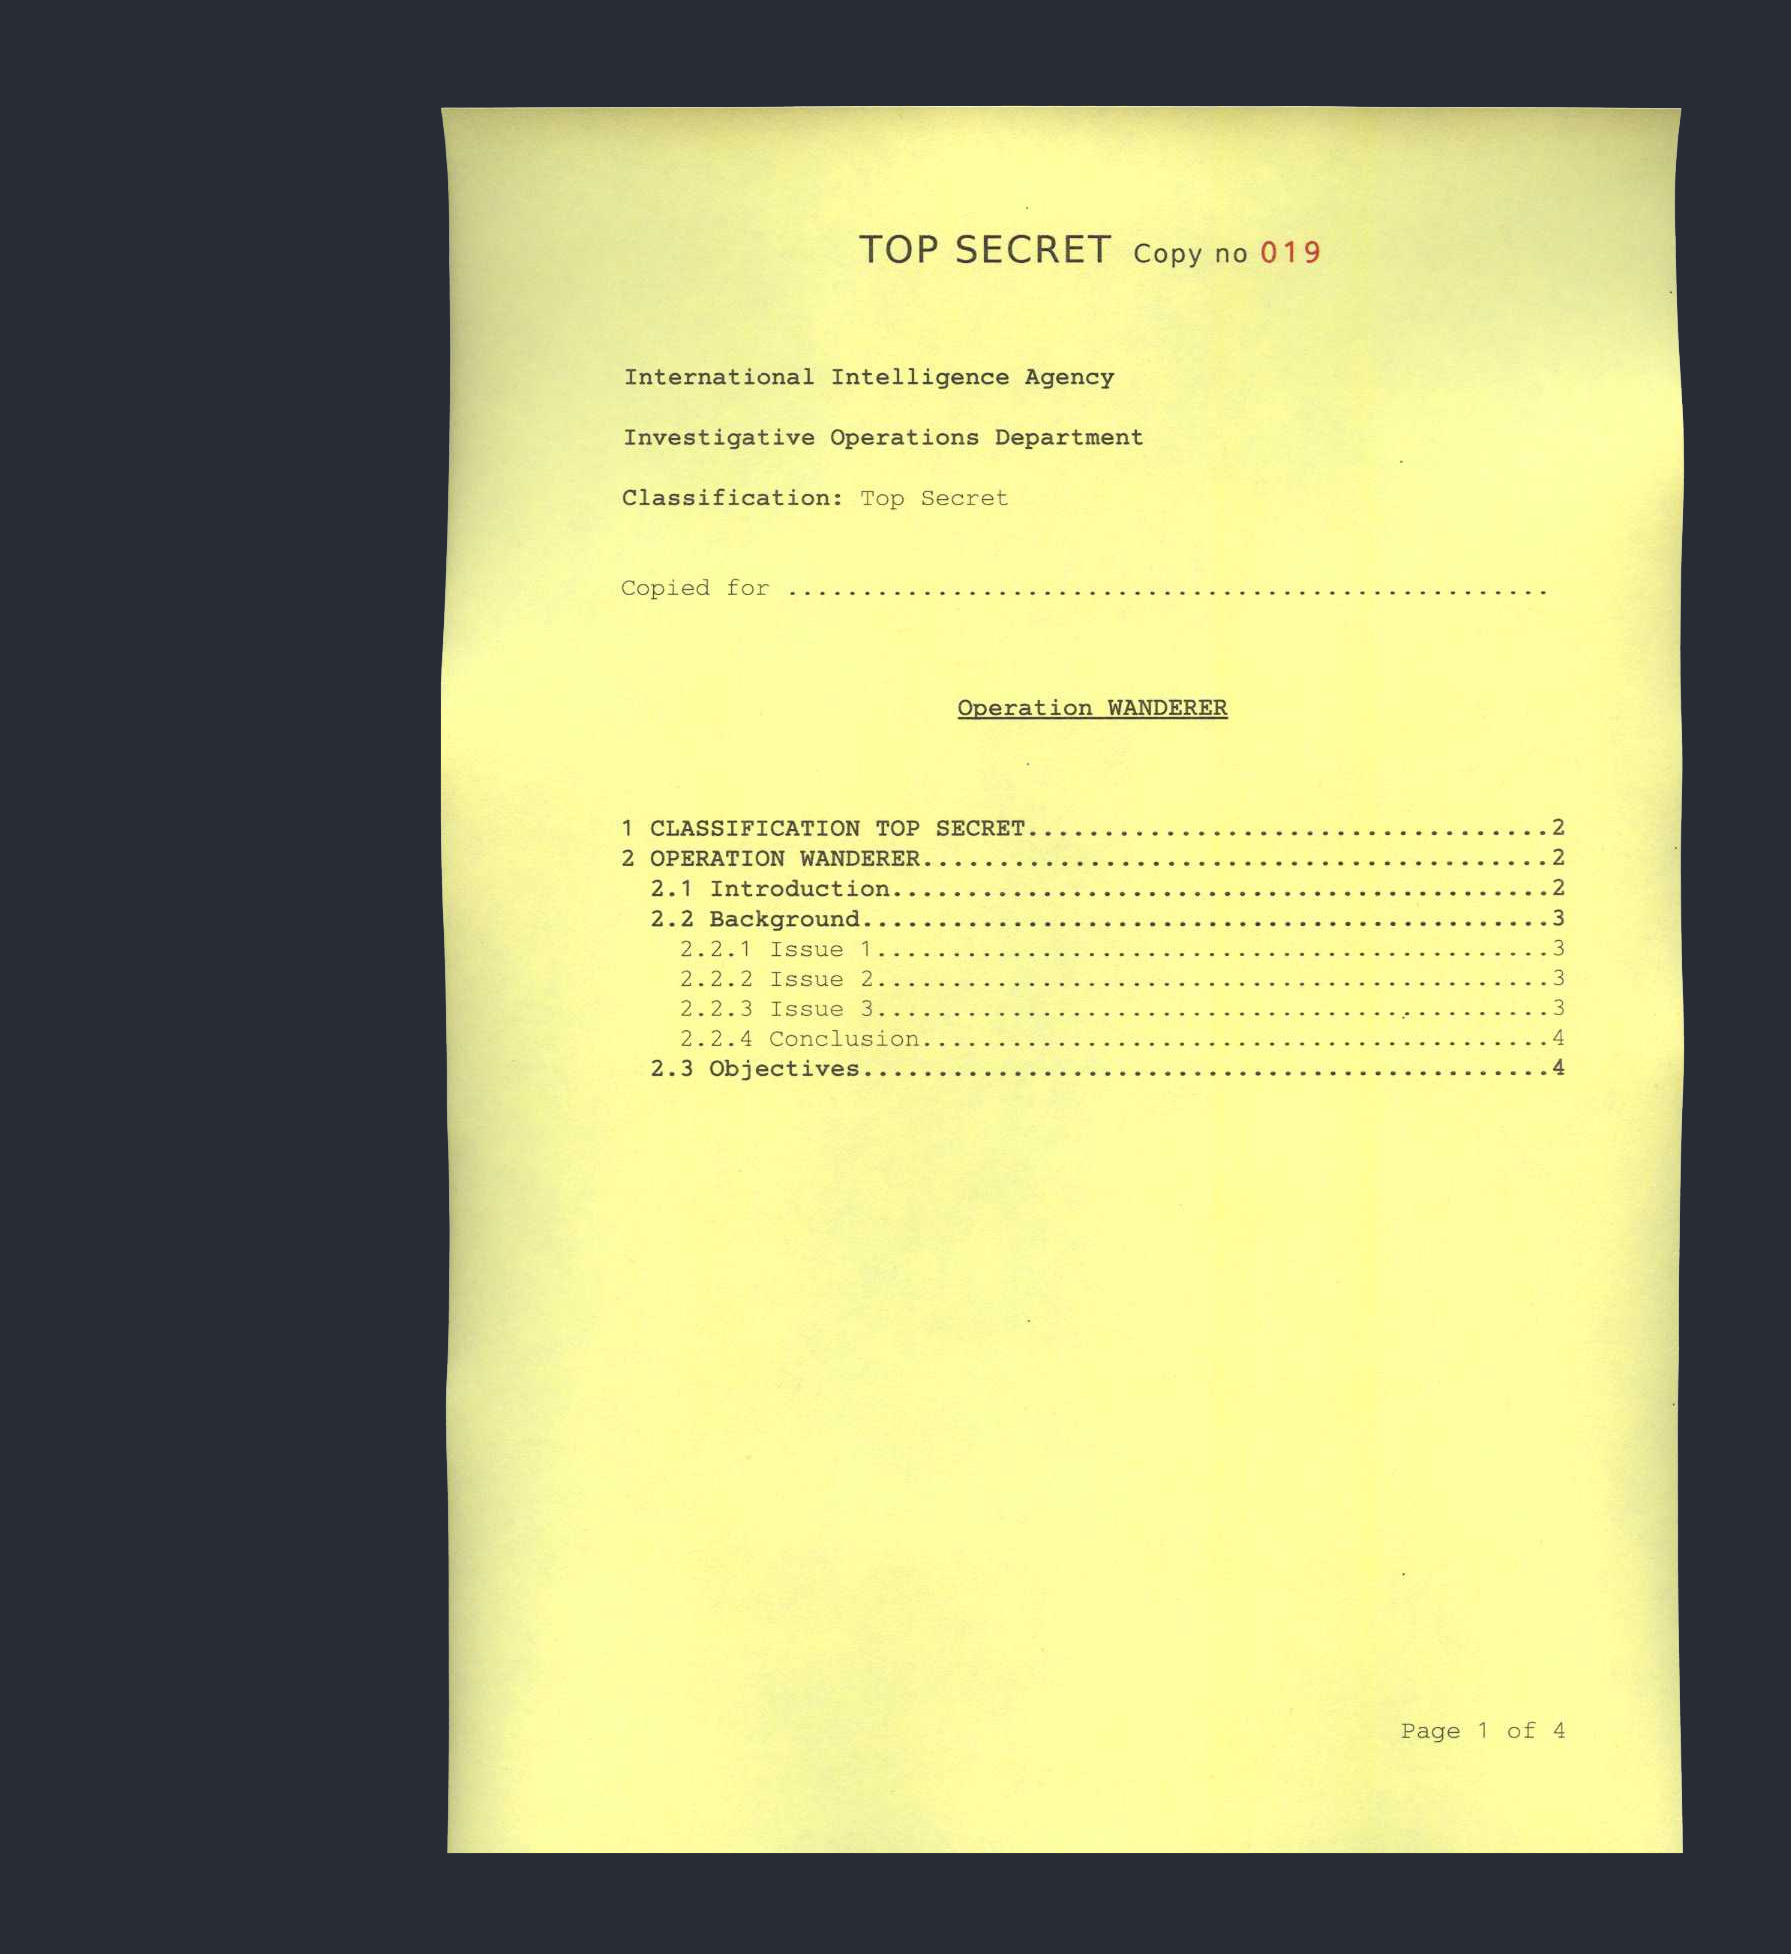 TOP SECRET Copy no 019
International Intelligence Agency
Investigative Operations Department
Classification: Top Secret
Copied for ...................................................
Operation WANDERER
1 CLASSIFICATION TOP SECRET...................................2
2 OPERATION WANDERER..........................................2
2.1 Introduction............................................2
2.2 Background..............................................3
2.2.1 Issue 1.............................................3
2.2.2 Issue 2.............................................3
2.2.3 Issue 3.............................................3
2.2.4 Conclusion..........................................4
2.3 Objectives..............................................4
Page 1 of 4